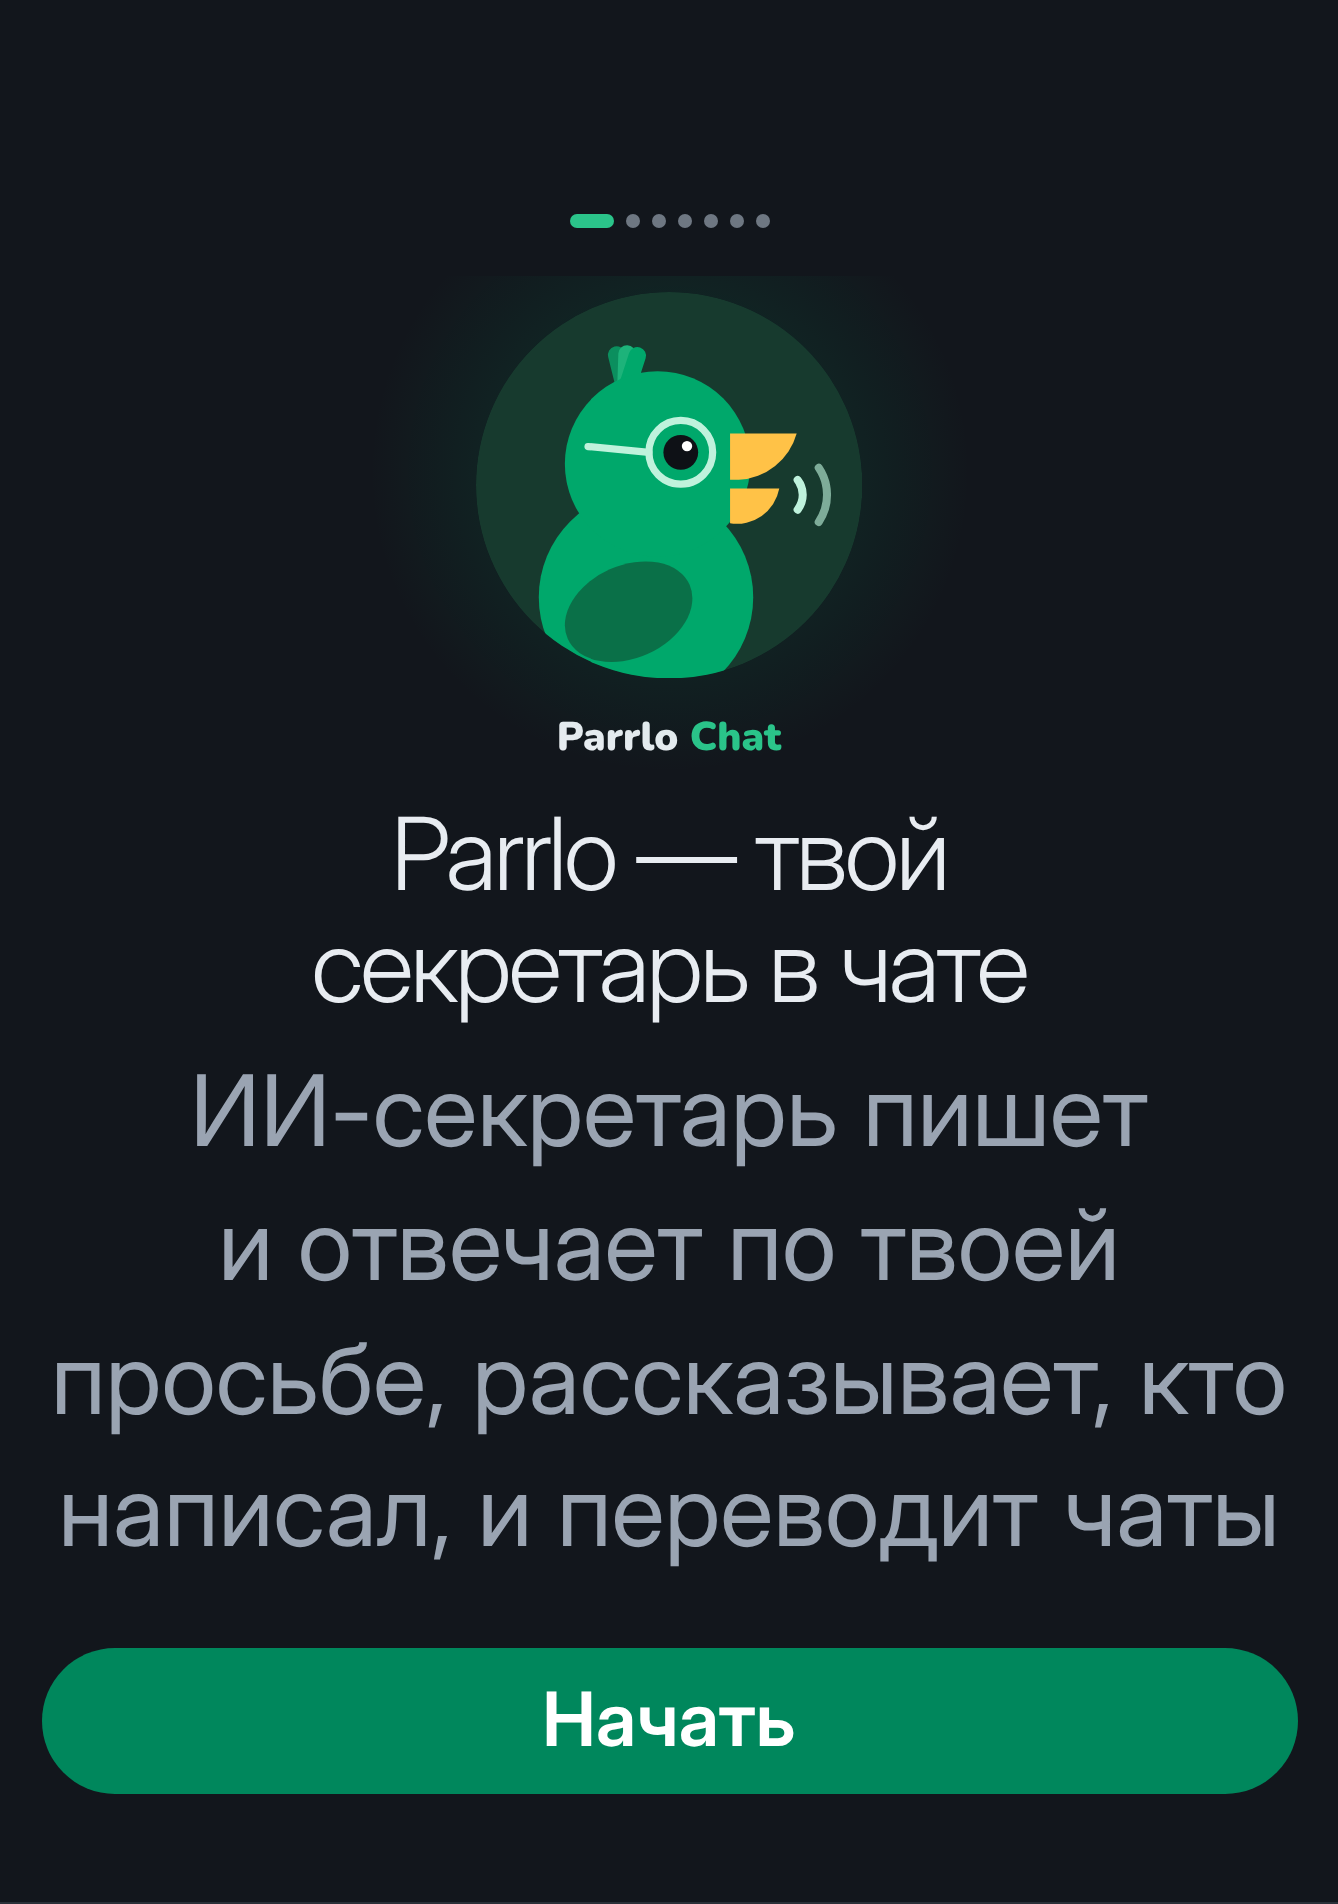 Parrlo Chat
Parrlo — твой
секретарь в чате
ИИ-секретарь пишет
и отвечает по твоей
просьбе, рассказывает, кто
написал, и переводит чаты
Начать